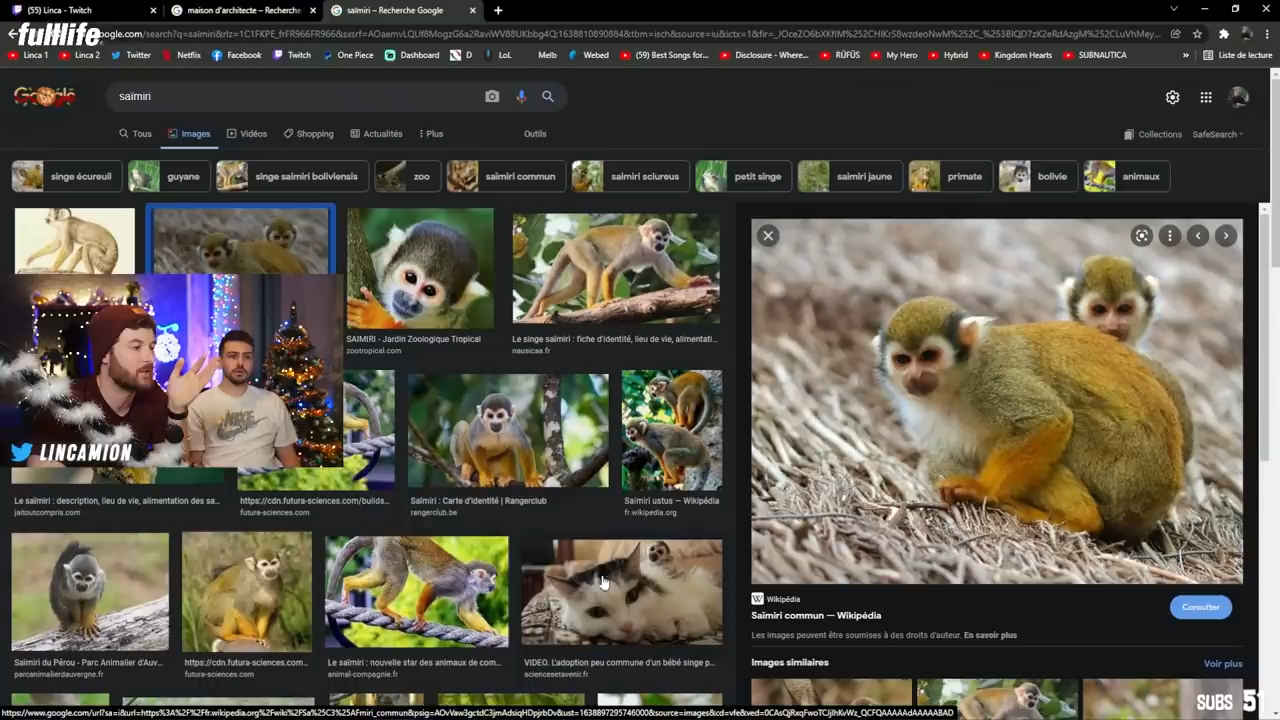 (55) Linca - Twitch
maison d'architecte – Recherche
saïmiri – Recherche Google
fulllife
Linca 1
Linca 2
Twitter
Netflix
Facebook
Twitch
One Piece
Dashboard
D
LoL
Melb
Webed
(59) Best Songs for...
Disclosure - Where...
RÜFÜS
My Hero
Hybrid
Kingdom Hearts
SUBNAUTICA
»
Liste de lecture
Google
saïmiri
Tous
Images
Vidéos
Shopping
Actualités
Plus
Outils
Collections
SafeSearch
singe écureuil
guyane
singe saimiri boliviensis
zoo
saïmiri commun
saimiri sciureus
petit singe
saimiri jaune
primate
bolivie
animaux
SAIMIRI - Jardin Zoologique Tropical
zootropical.com
Le singe saïmiri : fiche d'identité, lieu de vie, alimentati...
nausicaa.fr
LINCAMION
Le saïmiri : description, lieu de vie, alimentation des sa...
jaitoutcompris.com
https://cdn.futura-sciences.com/builds...
futura-sciences.com
Saïmiri : Carte d'identité | Rangerclub
rangerclub.be
Saimiri ustus — Wikipédia
fr.wikipedia.org
W Wikipédia
Saïmiri commun — Wikipédia
Consulter
Les images peuvent être soumises à des droits d'auteur. En savoir plus
Saïmiri du Pérou - Parc Animalier d'Auv...
parcanimalierdauvergne.fr
https://cdn.futura-sciences.com...
futura-sciences.com
Le saïmiri : nouvelle star des animaux de com...
animal-compagnie.fr
VIDEO. L'adoption peu commune d'un bébé singe p...
sciencesetavenir.fr
Images similaires
Voir plus
SUBS 51